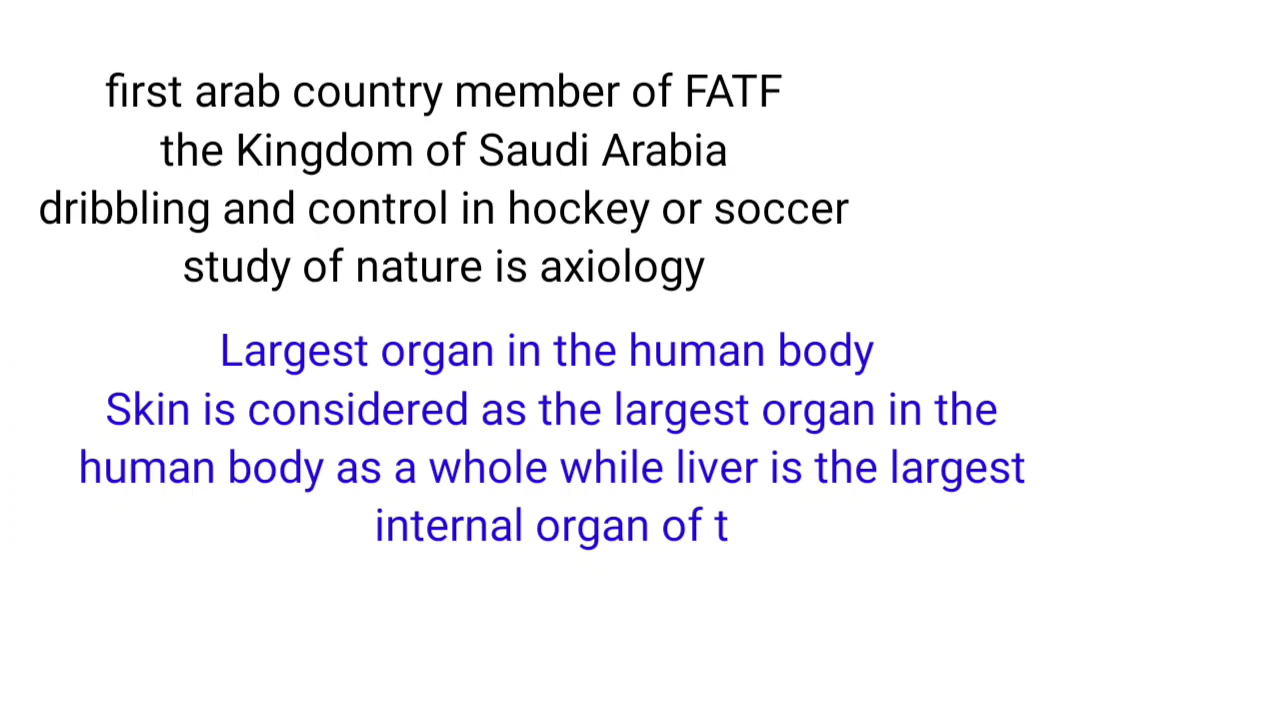 first arab country member of FATF
the Kingdom of Saudi Arabia
dribbling and control in hockey or soccer
study of nature is axiology
Largest organ in the human body
Skin is considered as the largest organ in the
human body as a whole while liver is the largest
internal organ of t